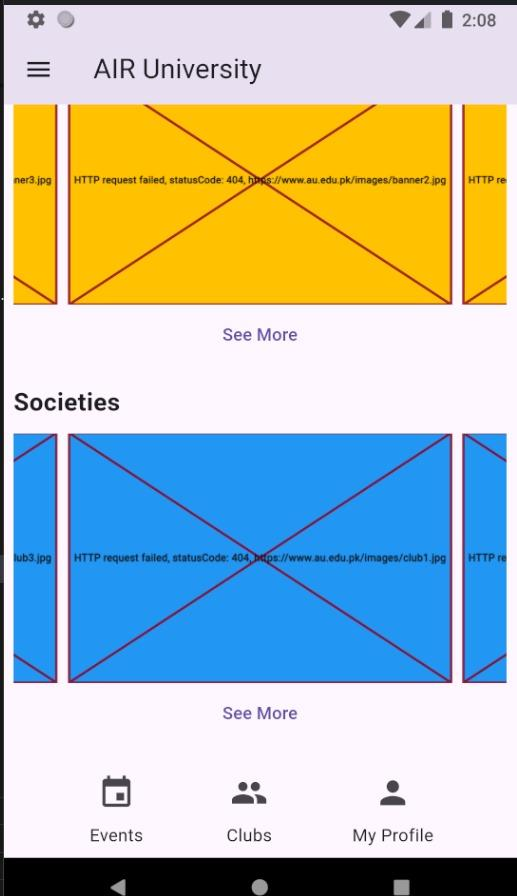 2:08
AIR University
ner3.jpg
HTTP request failed, statusCode: 404, https://www.au.edu.pk/images/banner2.jpg
HTTP re
See More
Societies
lub3.jpg
HTTP request failed, statusCode: 404, https://www.au.edu.pk/images/club1.jpg
HTTP re
See More
Events
Clubs
My Profile